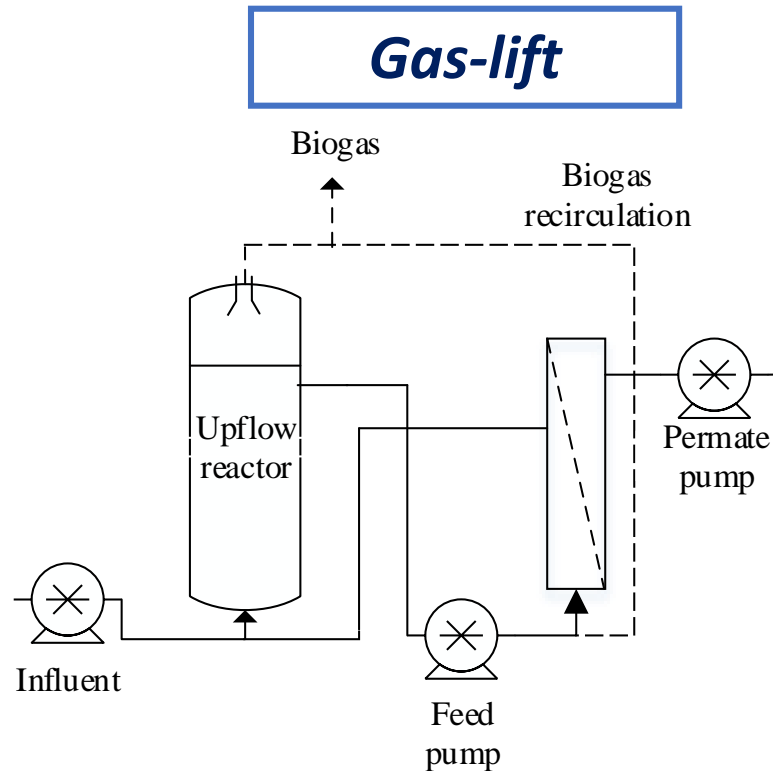 Gas-lift
Biogas
Biogas
recirculation
Upflow
reactor
Permate
pump
Influent
Feed
pump